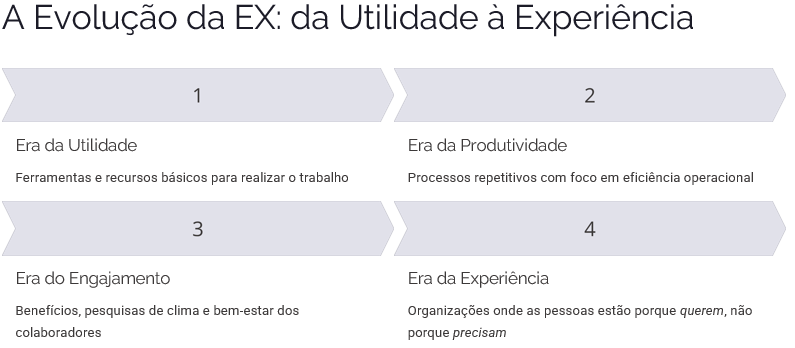 A Evolução da EX: da Utilidade à Experiência
1
2
Era da Utilidade
Ferramentas e recursos básicos para realizar o trabalho
Era da Produtividade
Processos repetitivos com foco em eficiência operacional
3
4
Era do Engajamento
Benefícios, pesquisas de clima e bem-estar dos
colaboradores
Era da Experiência
Organizações onde as pessoas estão porque querem, não
porque precisam